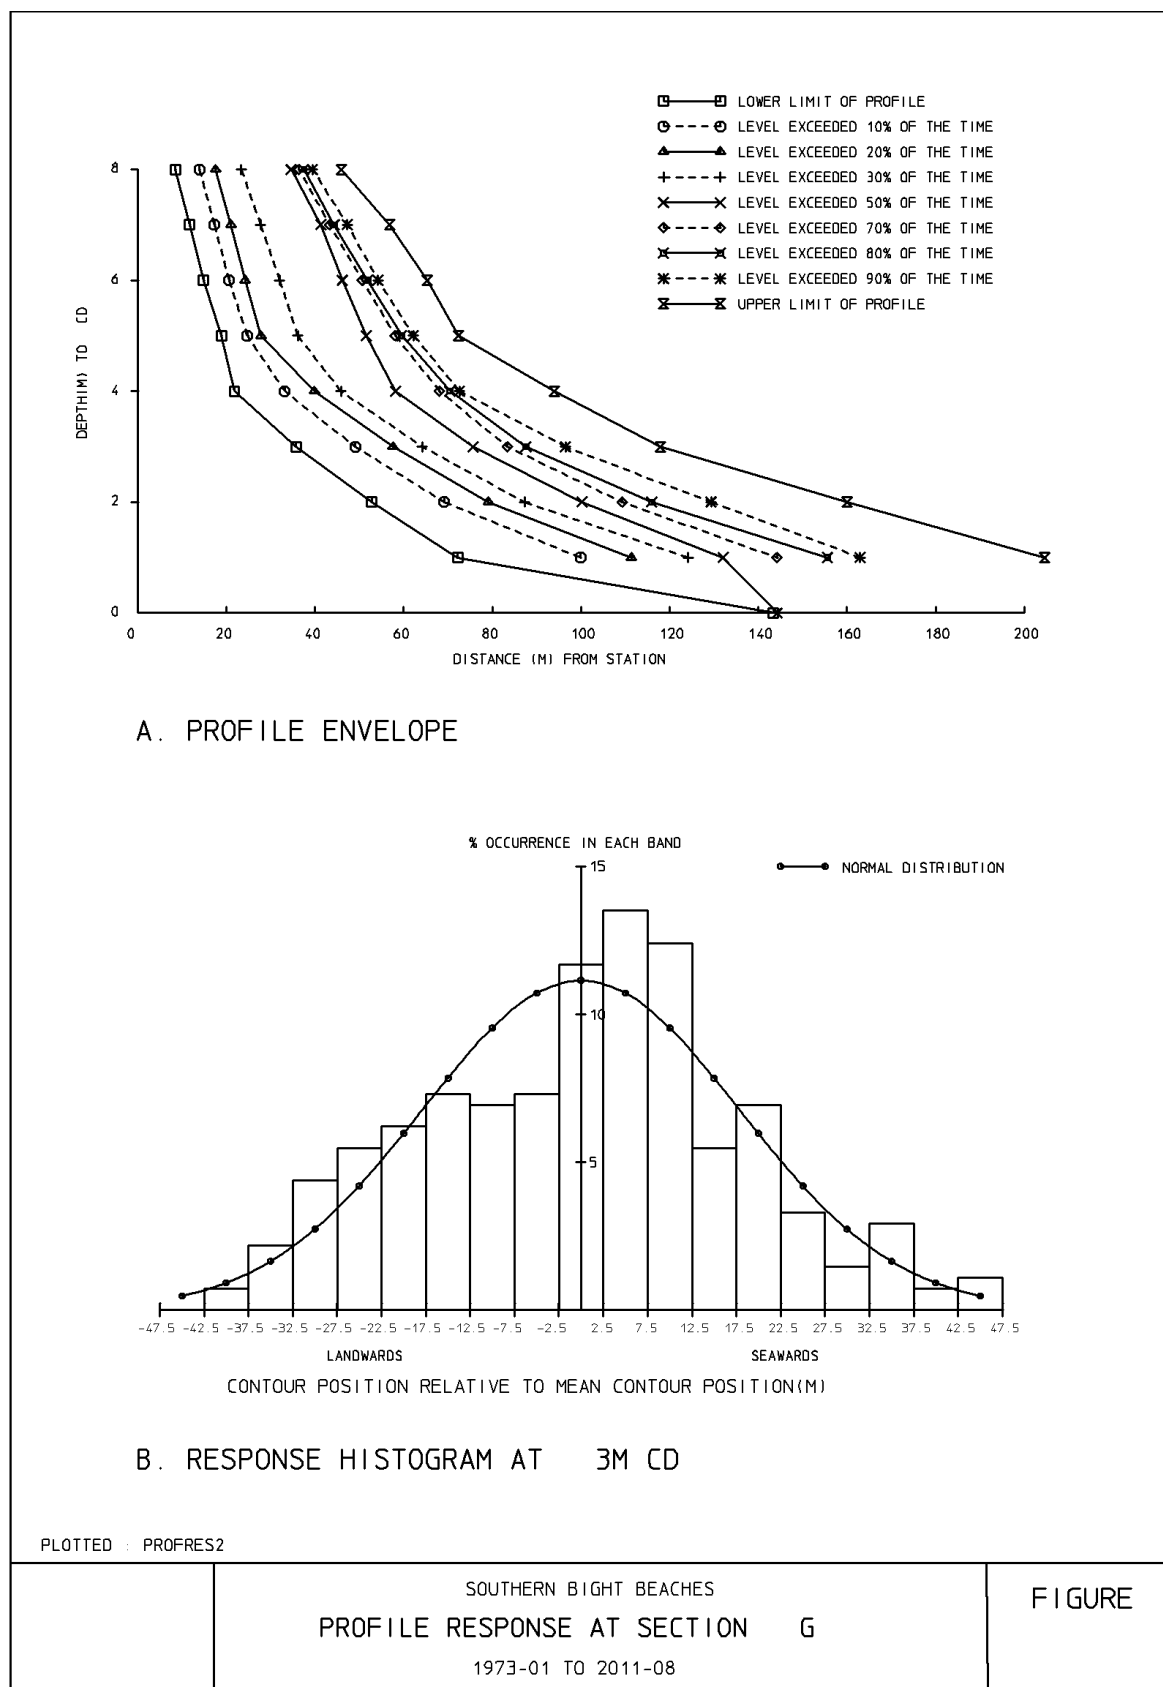 LOWER LIMIT OF PROFILE
LEVEL EXCEEDED 10% OF THE TIME
LEVEL EXCEEDED 20% OF THE TIME
LEVEL EXCEEDED 30% OF THE TIME
LEVEL EXCEEDED 50% OF THE TIME
LEVEL EXCEEDED 70% OF THE TIME
LEVEL EXCEEDED 80% OF THE TIME
LEVEL EXCEEDED 90% OF THE TIME
UPPER LIMIT OF PROFILE
8
6
4
2
0
DEPTH(M) TO CD
0 20 40 60 80 100 120 140 160 180 200
DISTANCE (M) FROM STATION
A. PROFILE ENVELOPE
% OCCURRENCE IN EACH BAND
15
NORMAL DISTRIBUTION
10
5
-47.5 -42.5 -37.5 -32.5 -27.5 -22.5 -17.5 -12.5 -7.5 -2.5 2.5 7.5 12.5 17.5 22.5 27.5 32.5 37.5 42.5 47.5
LANDWARDS SEAWARDS
CONTOUR POSITION RELATIVE TO MEAN CONTOUR POSITION(M)
B. RESPONSE HISTOGRAM AT 3M CD
PLOTTED : PROFRES2
SOUTHERN BIGHT BEACHES
PROFILE RESPONSE AT SECTION G
1973-01 TO 2011-08
FIGURE